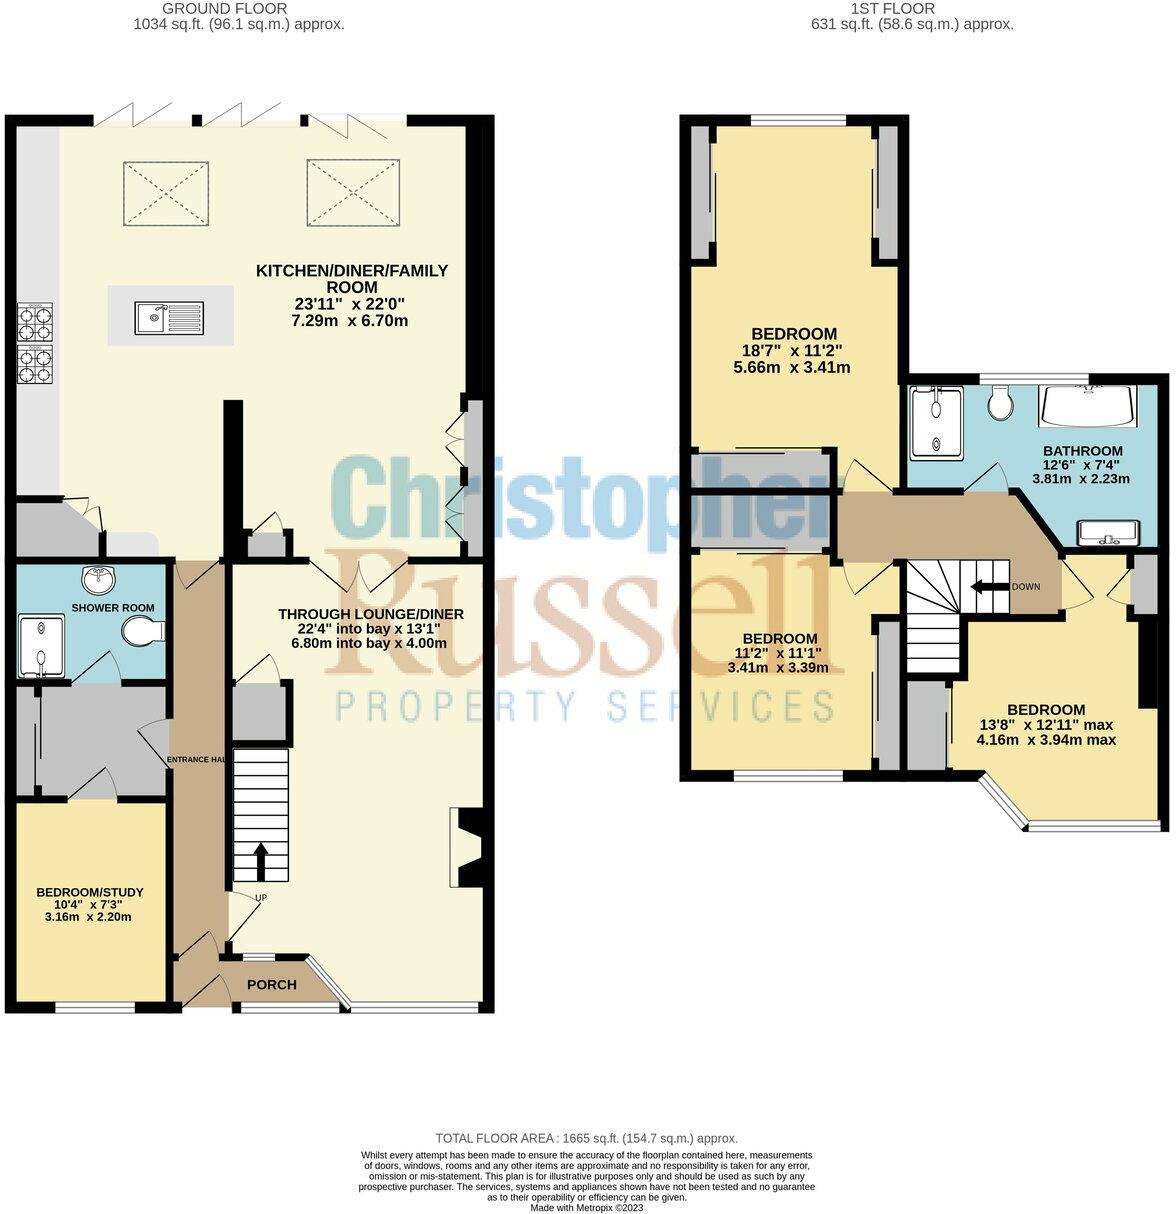 GROUND FLOOR
1034 sq.ft. (96.1 sq.m.) approx.
1ST FLOOR
631 sq.ft. (58.6 sq.m.) approx.
KITCHEN/DINER/FAMILY
ROOM
23'11" x 22'0"
7.29m x 6.70m
SHOWER ROOM
THROUGH LOUNGE/DINER
22'4" into bay x 13'1"
6.80m into bay x 4.00m
ENTRANCE HAL
BEDROOM/STUDY
10'4" x 7'3"
3.16m x 2.20m
UP
PORCH
BEDROOM
18'7" x 11'2"
5.66m x 3.41m
BATHROOM
12'6" x 7'4"
3.81m x 2.23m
DOWN
BEDROOM
11'2" x 11'1"
3.41m x 3.39m
BEDROOM
13'8" x 12'11" max
4.16m x 3.94m max
Christopher
Russell
PROPERTY SERVICES
TOTAL FLOOR AREA : 1665 sq.ft. (154.7 sq.m.) approx.
Whilst every attempt has been made to ensure the accuracy of the floorplan contained here, measurements
of doors, windows, rooms and any other items are approximate and no responsibility is taken for any error,
omission or mis-statement. This plan is for illustrative purposes only and should be used as such by any
prospective purchaser. The services, systems and appliances shown have not been tested and no guarantee
as to their operability or efficiency can be given.
Made with Metropix ©2023